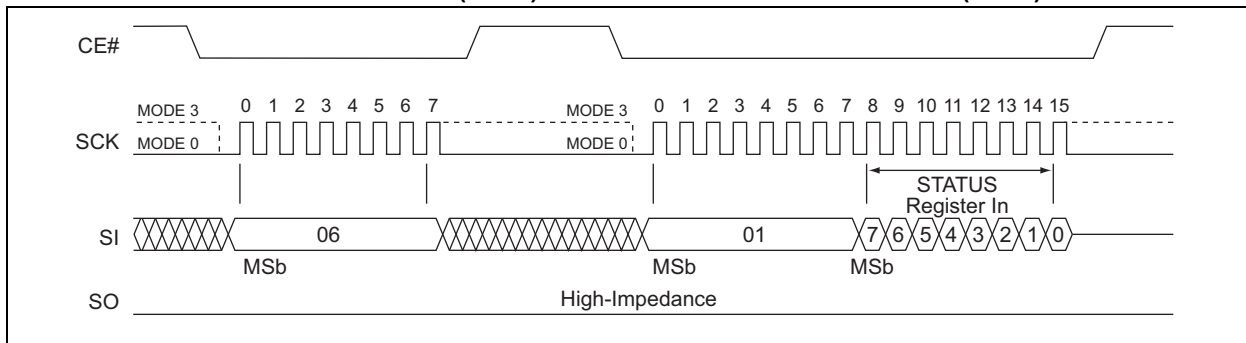 CE#
MODE 3 0 1 2 3 4 5 6 7 MODE 3 0 1 2 3 4 5 6 7 8 9 10 11 12 13 14 15
SCK MODE 0 MODE 0
STATUS
Register In
SI 06 01 7 6 5 4 3 2 1 0
MSb MSb MSb
SO High-Impedance